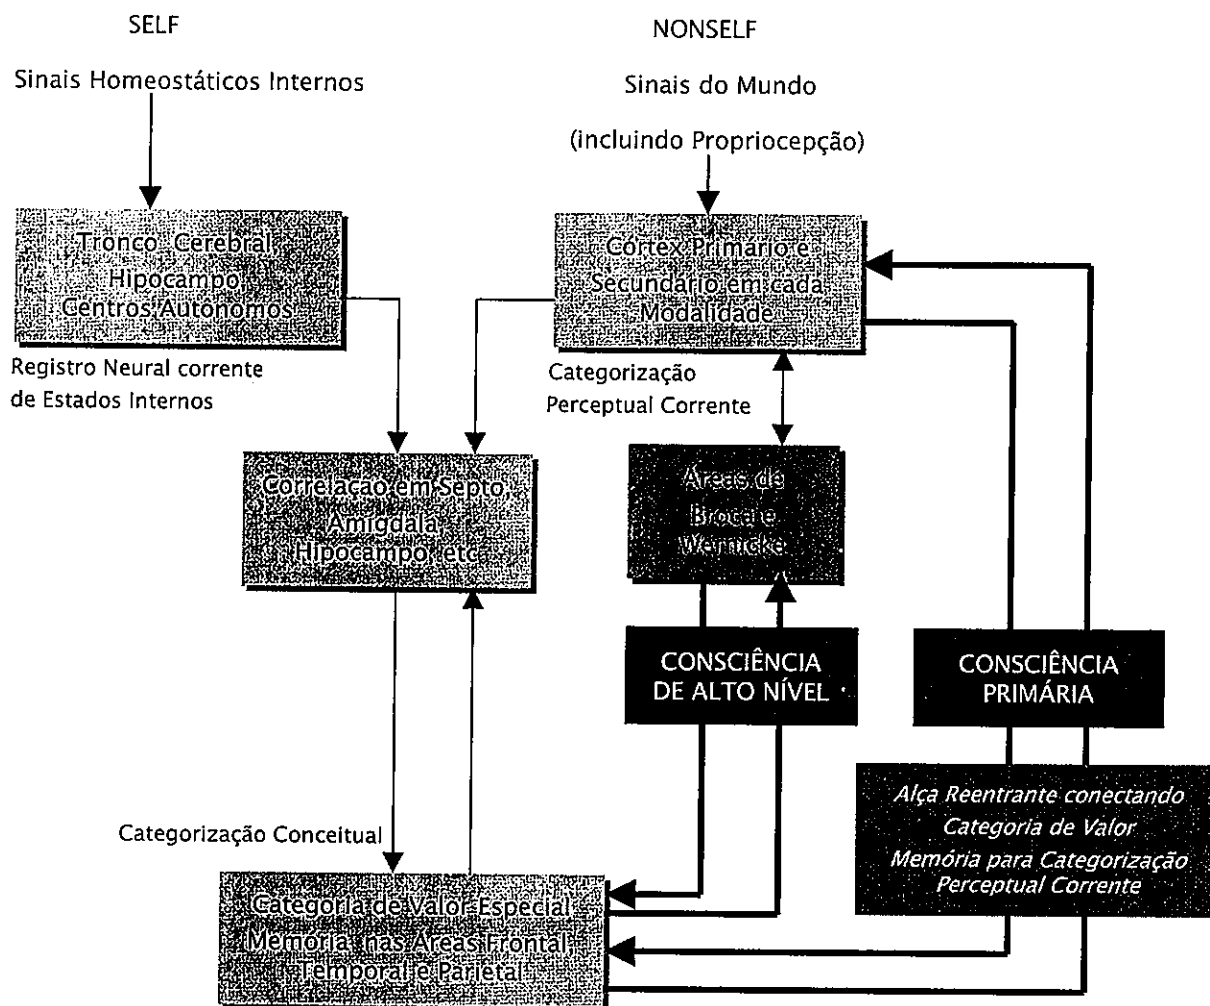 SELF
Sinais Homeostáticos Internos
NONSELF
Sinais do Mundo
(incluindo Propriocepção)
Tronco Cerebral
Hipocampo
Centros Autônomos
Registro Neural corrente
de Estados Internos
Córtex Primário e
Secundário em cada
Modalidade
Categorização
Perceptual Corrente
Correlação em Septo,
Amígdala
Hipocampo, etc
Áreas de
Broca e
Wernicke
CONSCIÊNCIA
DE ALTO NÍVEL
CONSCIÊNCIA
PRIMÁRIA
Alça Reentrante conectando
Categoria de Valor
Memória para Categorização
Perceptual Corrente
Categorização Conceitual
Categoria de Valor Especial
Memória nas Áreas Frontal
Temporal e Parietal